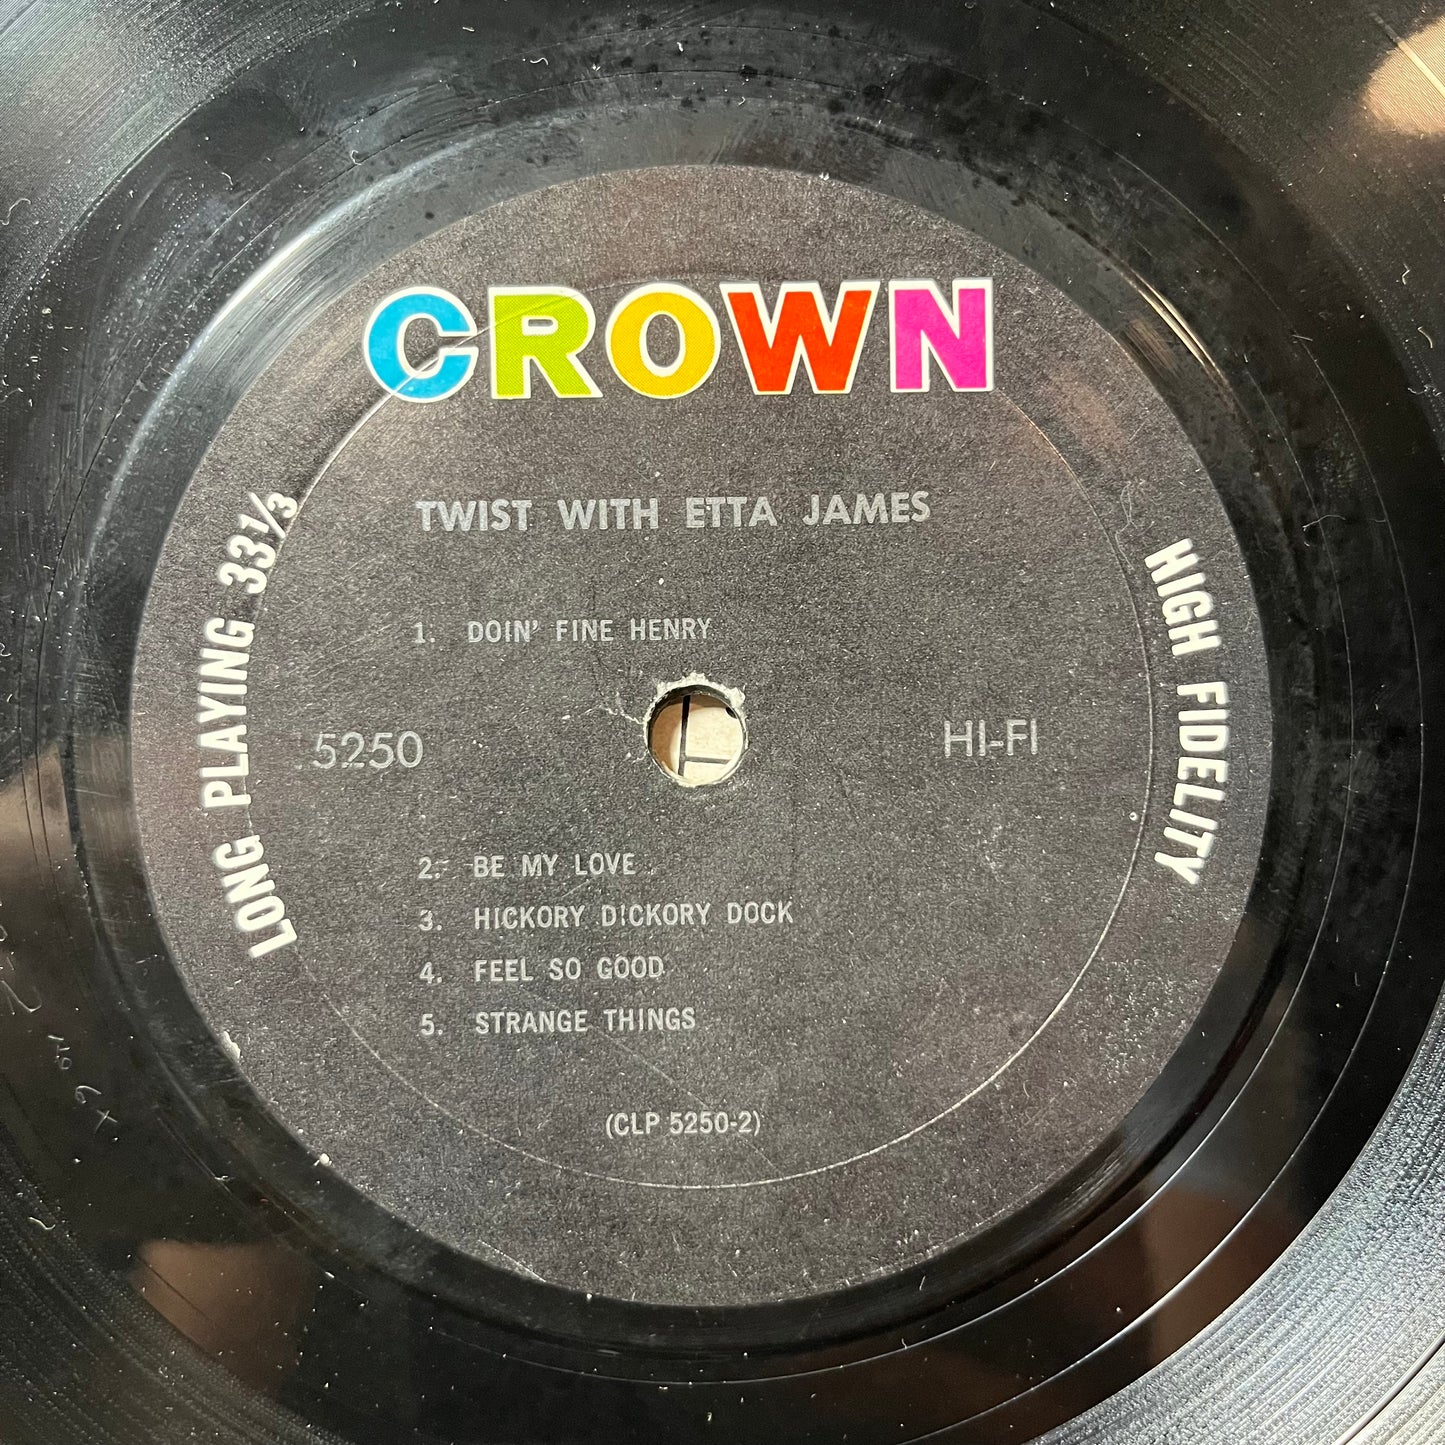 CROWN
TWIST WITH ETTA JAMES
LONG PLAYING 33⅓
HIGH FIDELITY
1. DOIN' FINE HENRY
5250
HI-FI
2. BE MY LOVE
3. HICKORY DICKORY DOCK
4. FEEL SO GOOD
5. STRANGE THINGS
(CLP 5250-2)